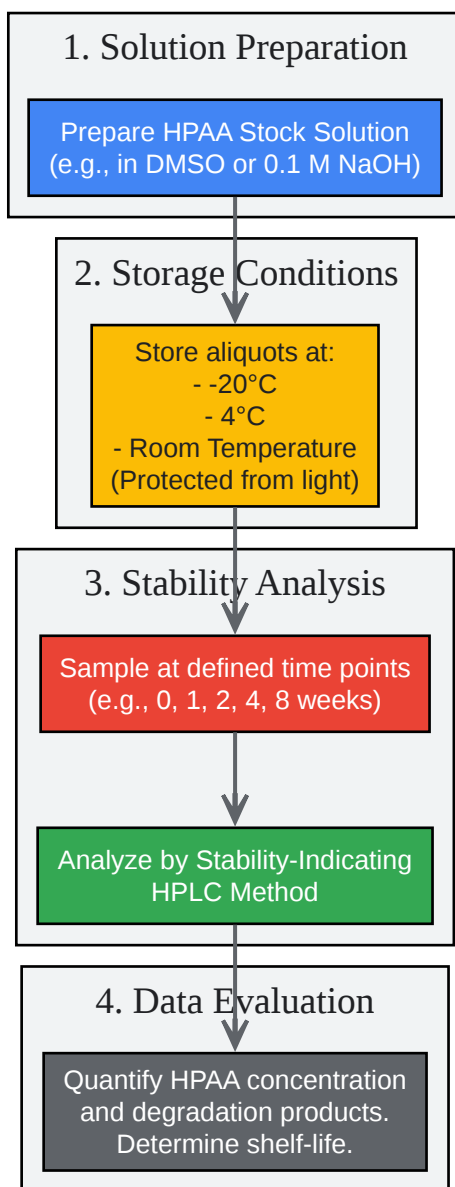 1. Solution Preparation
Prepare HPAA Stock Solution
(e.g., in DMSO or 0.1 M NaOH)
2. Storage Conditions
Store aliquots at:
- -20°C
- 4°C
- Room Temperature
(Protected from light)
3. Stability Analysis
Sample at defined time points
(e.g., 0, 1, 2, 4, 8 weeks)
Analyze by Stability-Indicating
HPLC Method
4. Data Evaluation
Quantify HPAA concentration
and degradation products.
Determine shelf-life.